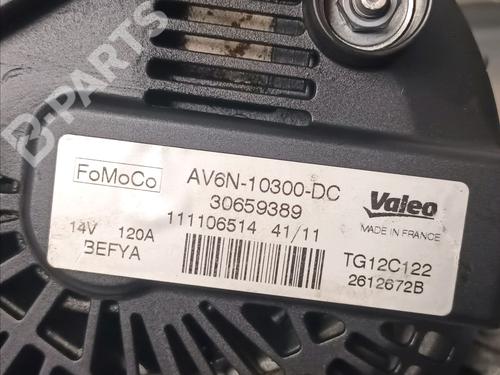 B-PARTS
FoMoCo
AV6N-10300-DC
30659389
111106514 41/11
14V 120A
BEFYA
Valeo
MADE IN FRANCE
TG12C122
2612672B